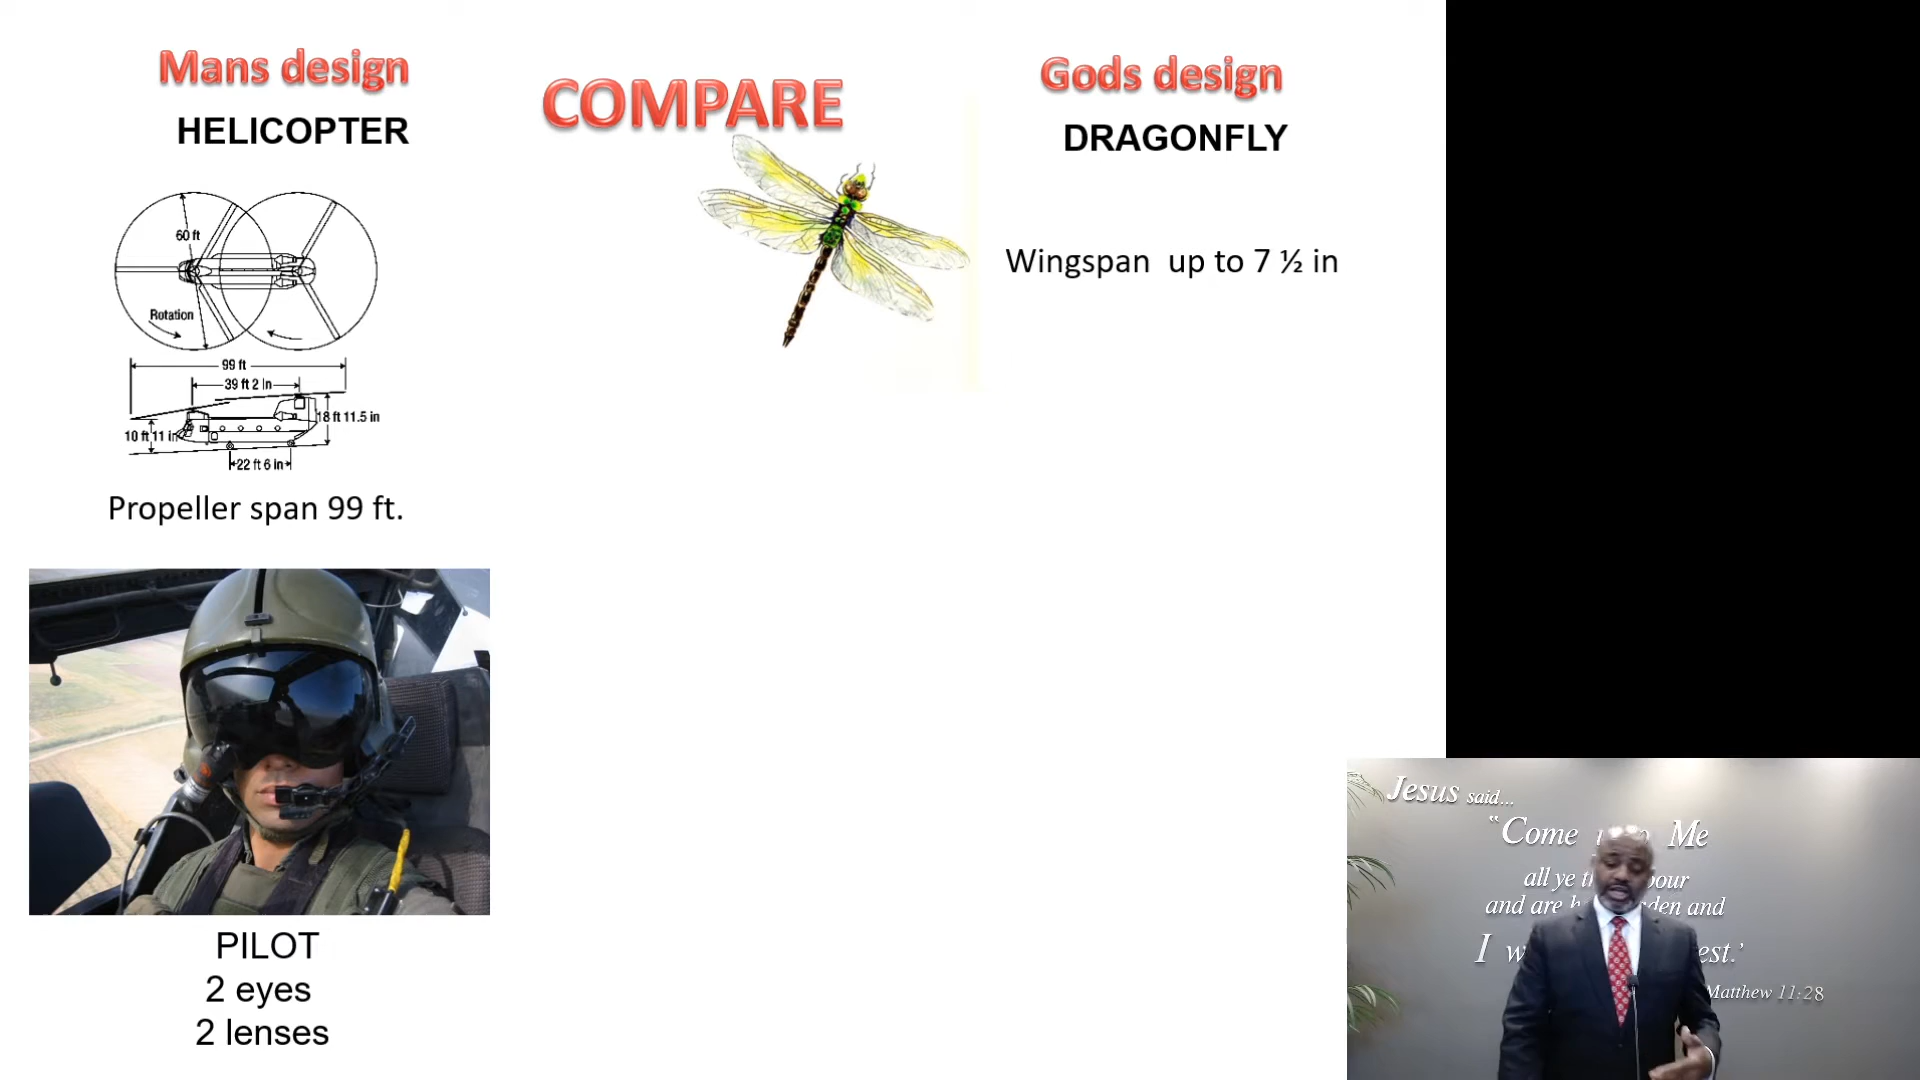 Mans design
HELICOPTER
COMPARE
Gods design
DRAGONFLY
60 ft
Rotation
99 ft
39 ft 2 in
18 ft 11.5 in
10 ft 11 in
22 ft 6 in
Propeller span 99 ft.
Wingspan up to 7 ½ in
PILOT
2 eyes
2 lenses
Jesus said...
"Come Me
all ye
and are and
I
Matthew 11:28